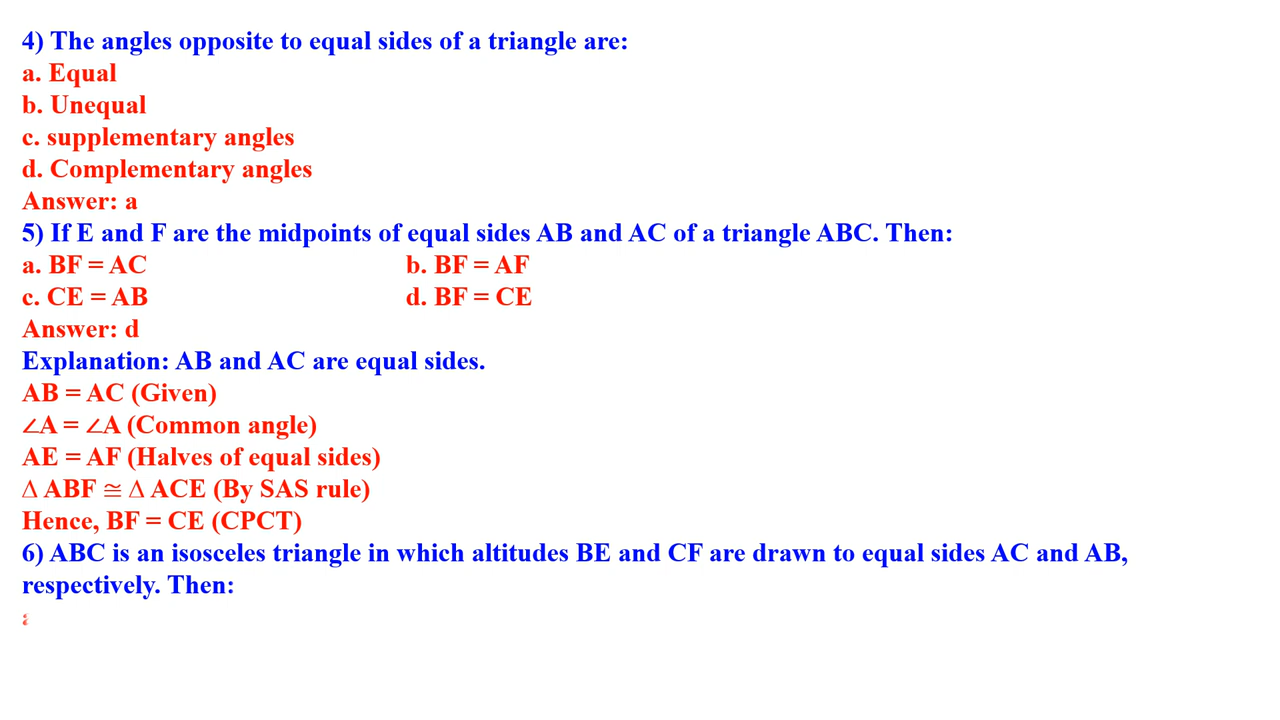 4) The angles opposite to equal sides of a triangle are:
a. Equal
b. Unequal
c. supplementary angles
d. Complementary angles
Answer: a
5) If E and F are the midpoints of equal sides AB and AC of a triangle ABC. Then:
a. BF = AC b. BF = AF
c. CE = AB d. BF = CE
Answer: d
Explanation: AB and AC are equal sides.
AB = AC (Given)
∠A = ∠A (Common angle)
AE = AF (Halves of equal sides)
∆ ABF ≅ ∆ ACE (By SAS rule)
Hence, BF = CE (CPCT)
6) ABC is an isosceles triangle in which altitudes BE and CF are drawn to equal sides AC and AB,
respectively. Then: